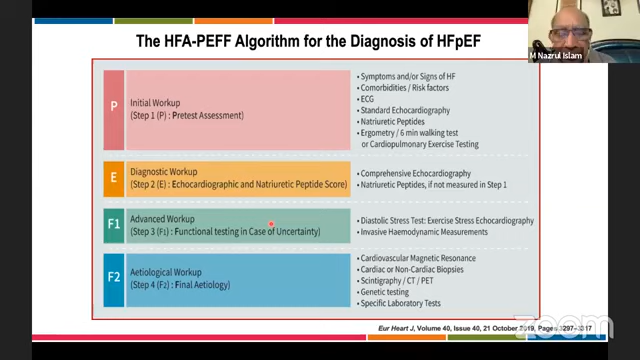 The HFA-PEFF Algorithm for the Diagnosis of HFpEF
M Nazrul Islam
P
Initial Workup
(Step 1 (P) : Pretest Assessment)
• Symptoms and/or Signs of HF
• Comorbidities / Risk factors
• ECG
• Standard Echocardiography
• Natriuretic Peptides
• Ergometry / 6 min walking test
or Cardiopulmonary Exercise Testing
E
Diagnostic Workup
(Step 2 (E) : Echocardiographic and Natriuretic Peptide Score)
• Comprehensive Echocardiography
• Natriuretic Peptides, if not measured in Step 1
F1
Advanced Workup
(Step 3 (F1) : Functional testing in Case of Uncertainty)
• Diastolic Stress Test: Exercise Stress Echocardiography
• Invasive Haemodynamic Measurements
F2
Aetiological Workup
(Step 4 (F2) : Final Aetiology)
• Cardiovascular Magnetic Resonance
• Cardiac or Non-Cardiac Biopsies
• Scintigraphy / CT / PET
• Genetic testing
• Specific Laboratory Tests
zoom
Eur Heart J, Volume 40, Issue 40, 21 October 2019, Pages 3297–3317